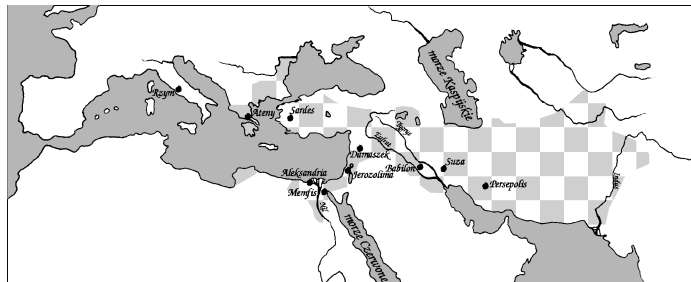 morze Kaspijskie
Rzym
Ateny
Sardes
Tygrys
Eufrat
Damaszek
Babilon
Suza
Aleksandria
Jerozolima
Memfis
Persepolis
Indus
Nil
morze Czerwone